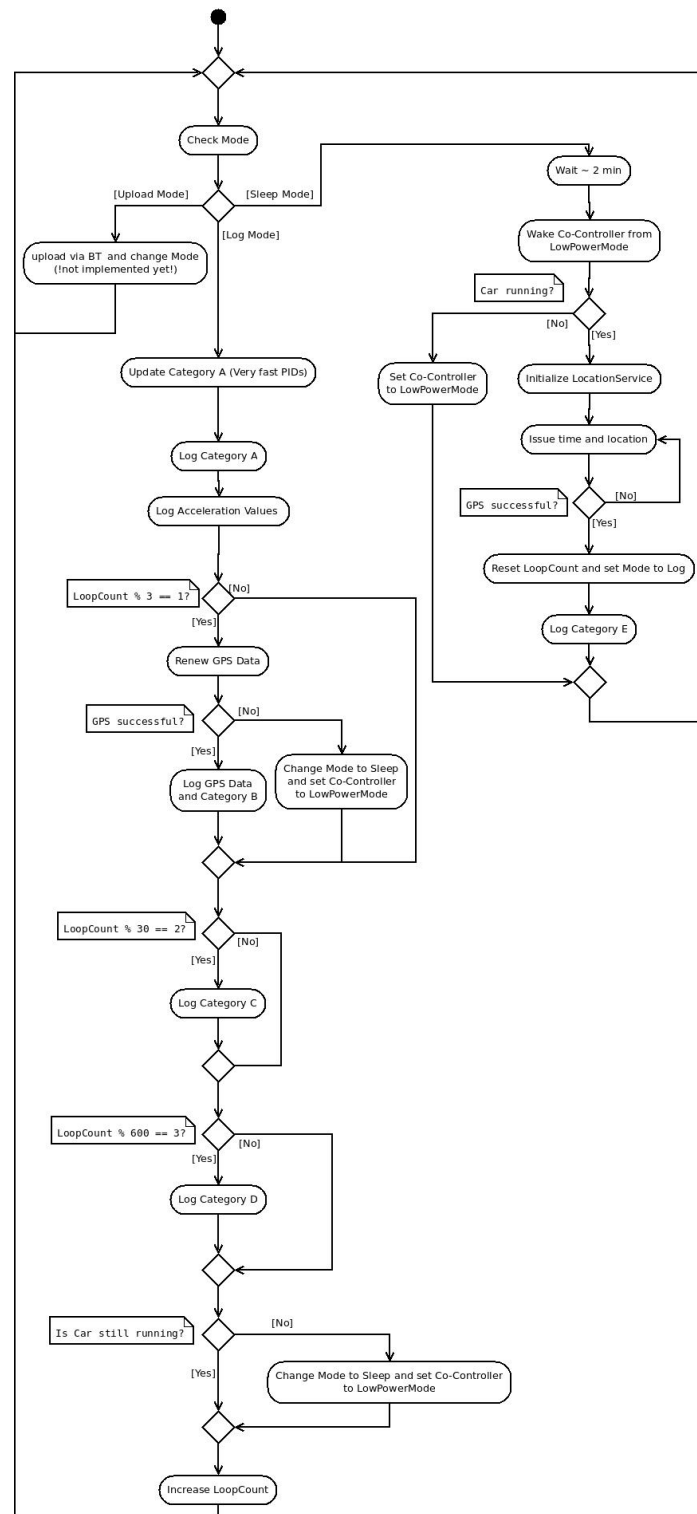 Check Mode
[Upload Mode]
[Sleep Mode]
[Log Mode]
upload via BT and change Mode
(!not implemented yet!)
Wait ~ 2 min
Wake Co-Controller from
LowPowerMode
Car running?
[No]
[Yes]
Set Co-Controller
to LowPowerMode
Initialize LocationService
Issue time and location
GPS successful?
[No]
[Yes]
Reset LoopCount and set Mode to Log
Log Category E
Update Category A (Very fast PIDs)
Log Category A
Log Acceleration Values
LoopCount % 3 == 1?
[No]
[Yes]
Renew GPS Data
GPS successful?
[No]
[Yes]
Log GPS Data
and Category B
Change Mode to Sleep
and set Co-Controller
to LowPowerMode
LoopCount % 30 == 2?
[No]
[Yes]
Log Category C
LoopCount % 600 == 3?
[No]
[Yes]
Log Category D
Is Car still running?
[No]
[Yes]
Change Mode to Sleep and set Co-Controller
to LowPowerMode
Increase LoopCount